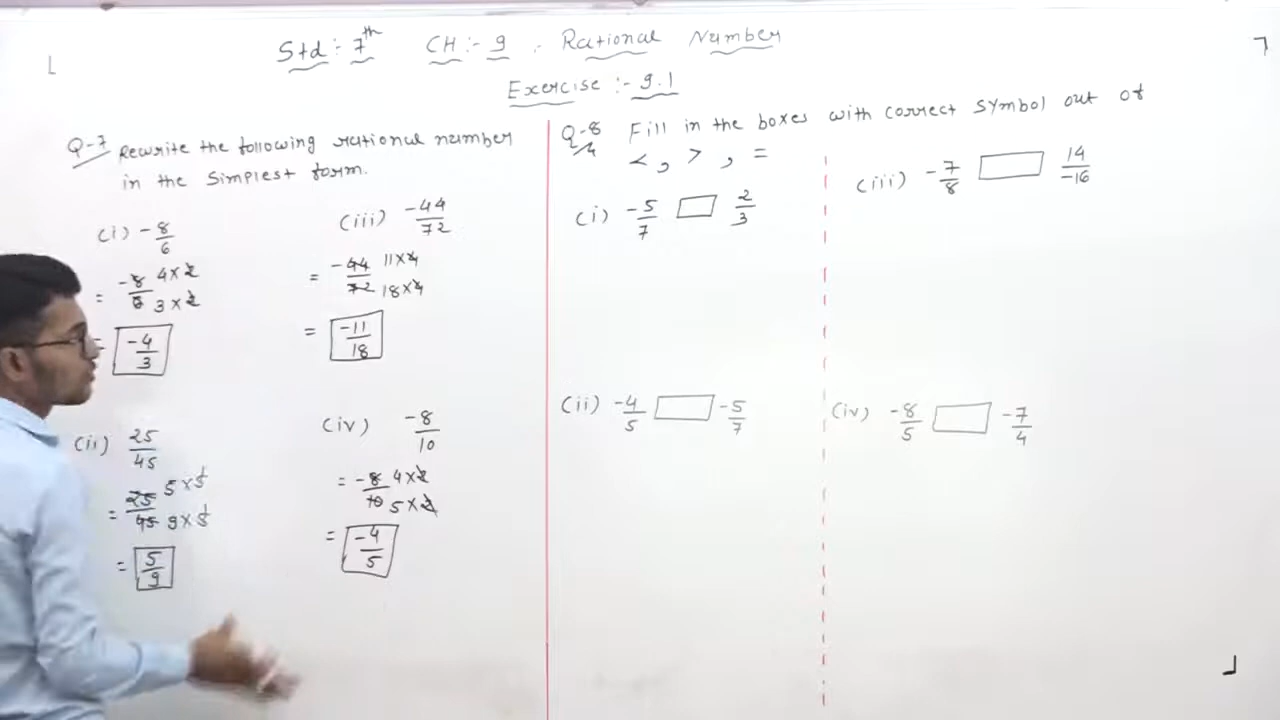 Std :- 7th CH :- 9 . Rational Number
Exercise :- 9.1
Q-7 Rewrite the following rational number
in the simplest form.
(i) -8/6
= -8/6 4×2 3×2
= -4/3
(ii) 25/45
= 25/45 5×5 9×5
= 5/9
(iii) -44/72
= -44/72 11×4 18×4
= -11/18
(iv) -8/10
= -8/10 4×2 5×2
= -4/5
Q-8 Fill in the boxes with correct symbol out of
< , > , =
(i) -5/7 □ 2/3
(ii) -4/5 □ -5/7
(iii) -7/8 □ 14/-16
(iv) -8/5 □ -7/4